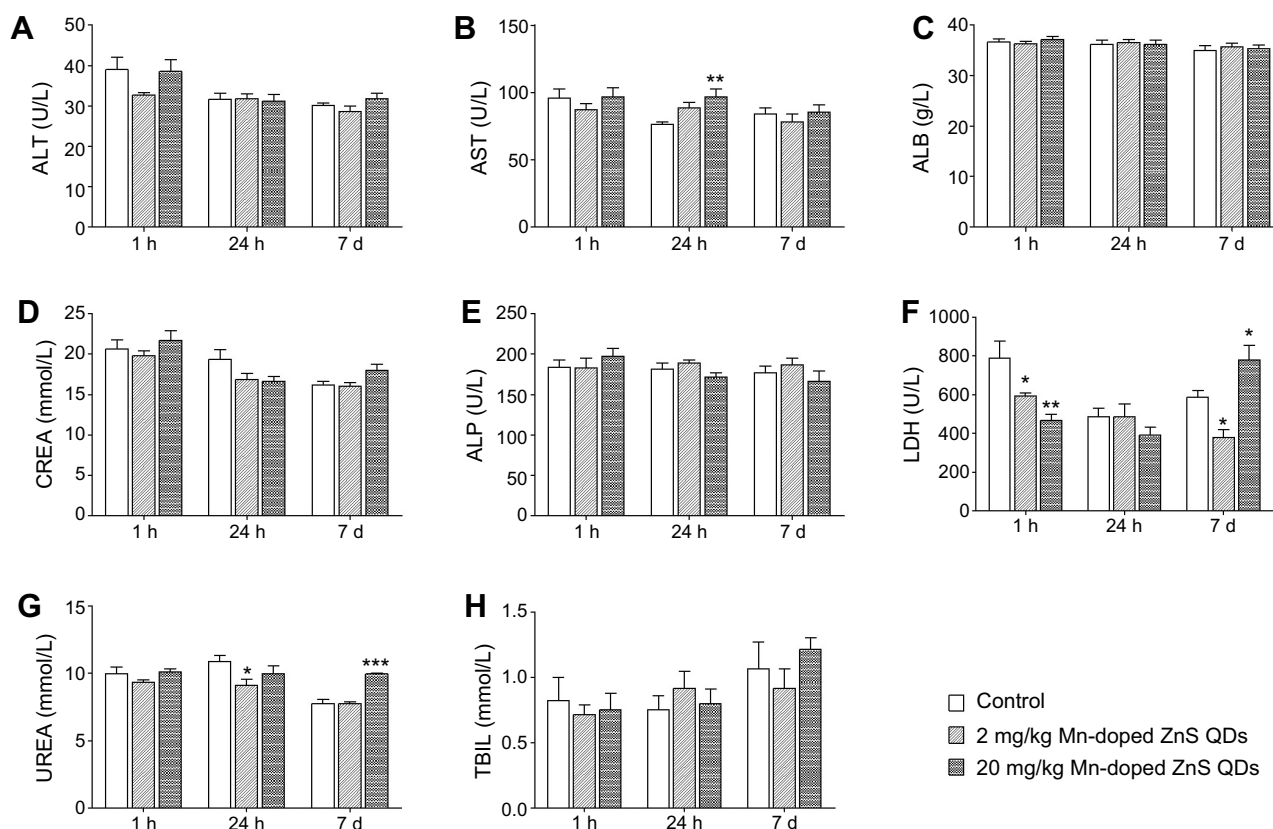 A
ALT (U/L)
50
40
30
20
10
0
1 h 24 h 7 d
B
AST (U/L)
150
100
50
0
**
1 h 24 h 7 d
C
ALB (g/L)
40
30
20
10
0
1 h 24 h 7 d
D
CREA (mmol/L)
25
20
15
10
5
0
1 h 24 h 7 d
E
ALP (U/L)
250
200
150
100
50
0
1 h 24 h 7 d
F
LDH (U/L)
1000
800
600
400
200
0
*
**
*
*
1 h 24 h 7 d
G
UREA (mmol/L)
15
10
5
0
*
***
1 h 24 h 7 d
H
TBIL (mmol/L)
1.5
1.0
0.5
0.0
1 h 24 h 7 d
Control
2 mg/kg Mn-doped ZnS QDs
20 mg/kg Mn-doped ZnS QDs